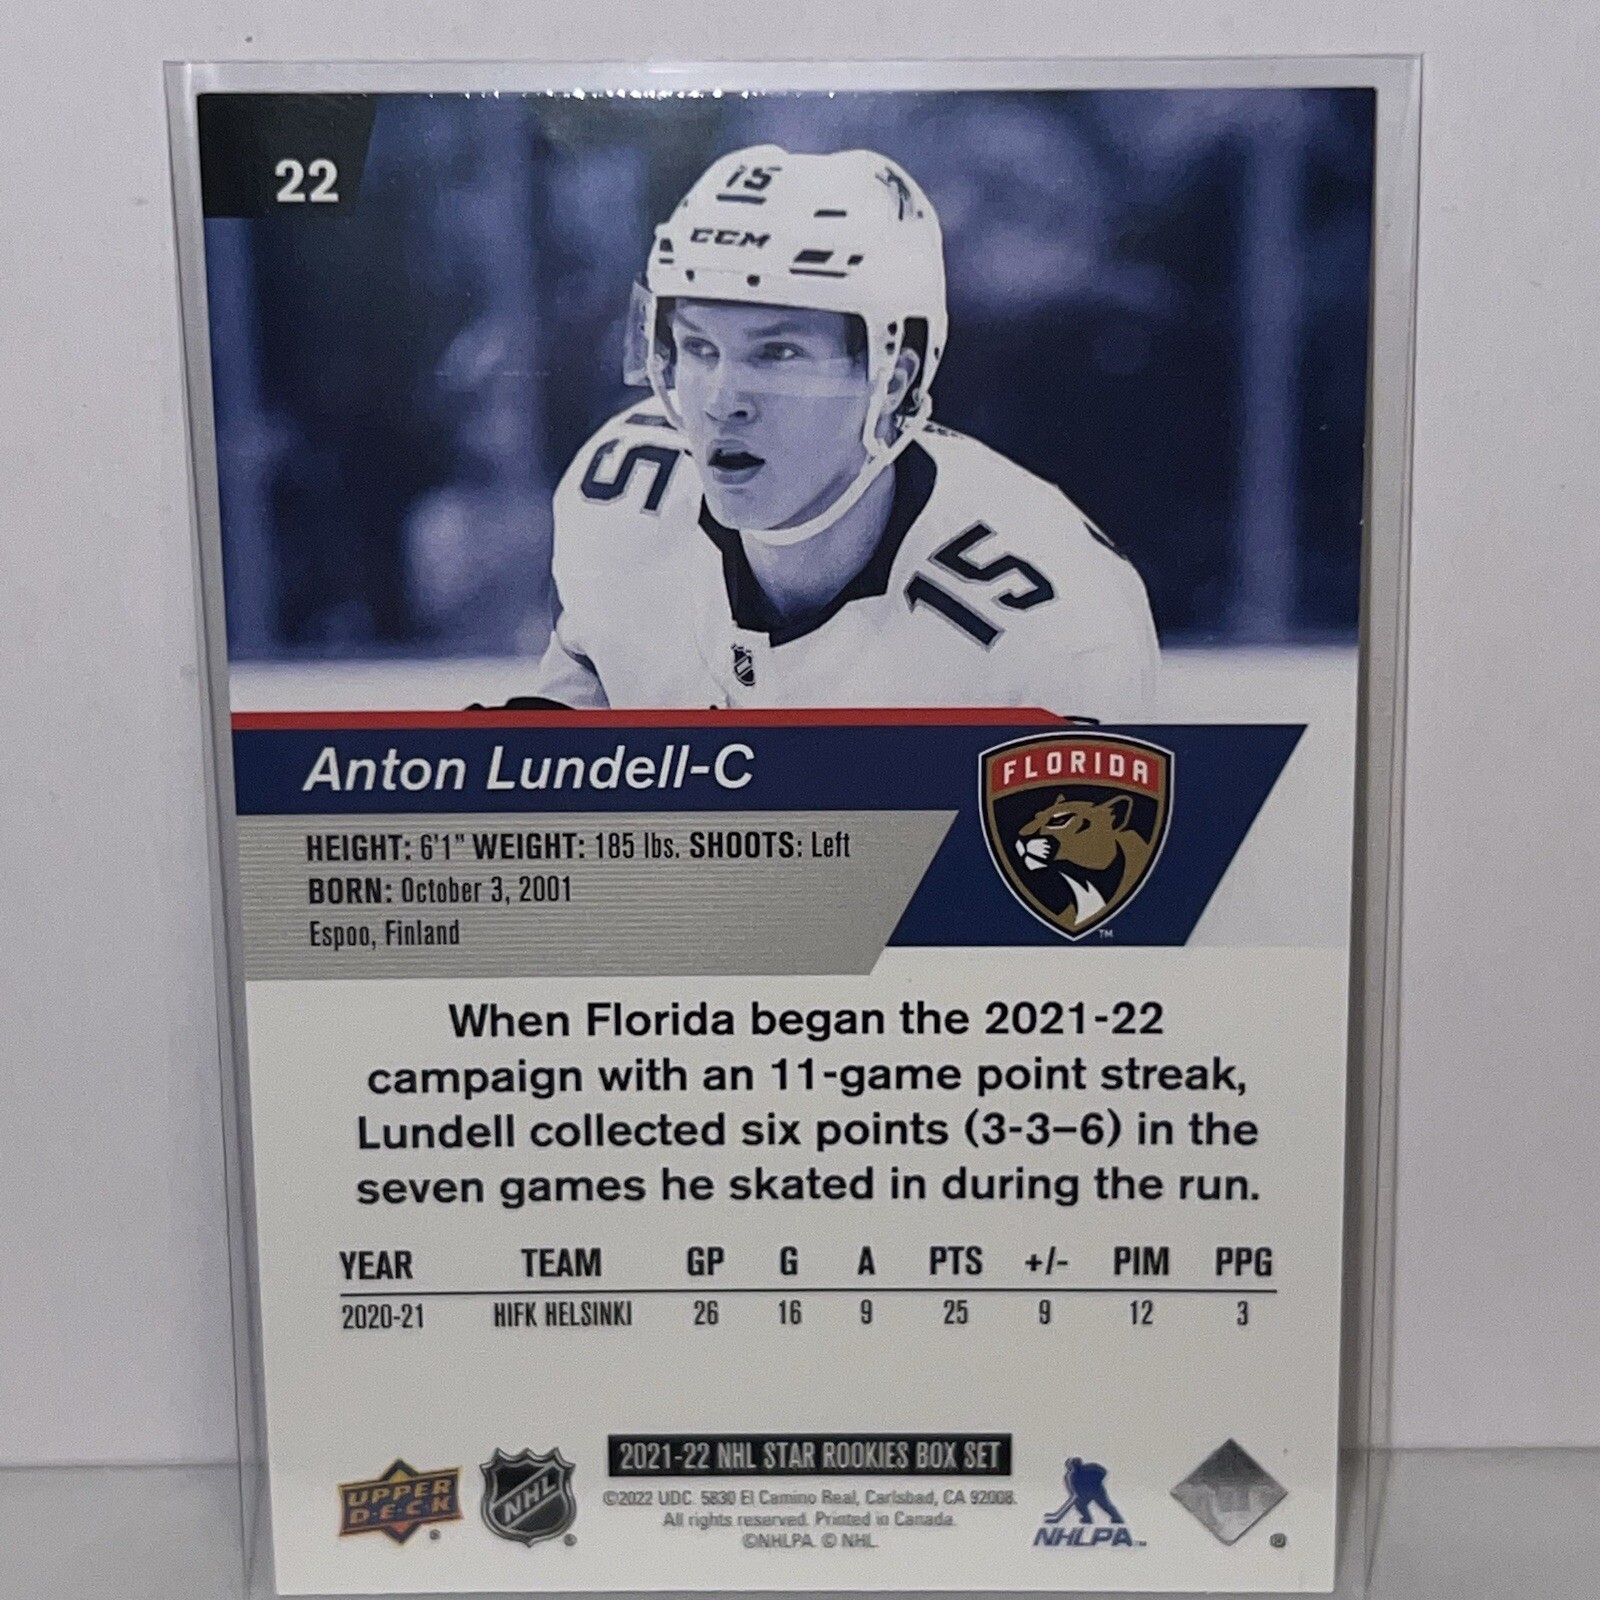 22
15
CCM
15
15
Anton Lundell-C
FLORIDA
TM
HEIGHT: 6'1" WEIGHT: 185 lbs. SHOOTS: Left
BORN: October 3, 2001
Espoo, Finland
When Florida began the 2021-22
campaign with an 11-game point streak,
Lundell collected six points (3-3–6) in the
seven games he skated in during the run.
YEAR TEAM GP G A PTS +/- PIM PPG
2020-21 HIFK HELSINKI 26 16 9 25 9 12 3
2021-22 NHL STAR ROOKIES BOX SET
©2022 UDC. 5830 El Camino Real, Carlsbad, CA 92008.
All rights reserved. Printed in Canada.
©NHLPA. © NHL.
UPPER
D·E·C·K
®
NHL
®
NHLPA
TM
®